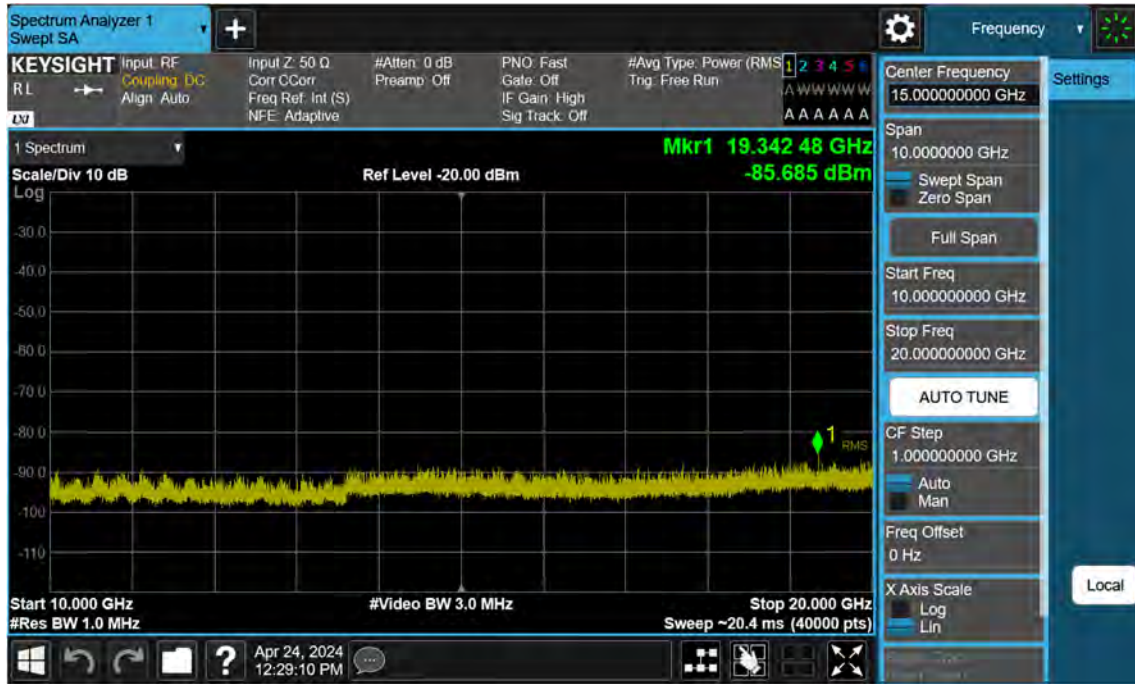 Spectrum Analyzer 1
Swept SA
+
Frequency
KEYSIGHT
RL
LXI
Input: RF
Coupling: DC
Align: Auto
Input Z: 50 Ω
Corr CCorr
Freq Ref: Int (S)
NFE: Adaptive
#Atten: 0 dB
Preamp: Off
PNO: Fast
Gate: Off
IF Gain: High
Sig Track: Off
#Avg Type: Power (RMS
Trig: Free Run
1 2 3 4 5 6
A W W W W W
A A A A A A
1 Spectrum
Mkr1 19.342 48 GHz
Scale/Div 10 dB
Ref Level -20.00 dBm
-85.685 dBm
Log
-30.0
-40.0
-50.0
-60.0
-70.0
-80.0
-90.0
-100
-110
1
RMS
Start 10.000 GHz
#Video BW 3.0 MHz
Stop 20.000 GHz
#Res BW 1.0 MHz
Sweep ~20.4 ms (40000 pts)
?
Apr 24, 2024
12:29:10 PM
Center Frequency
15.000000000 GHz
Settings
Span
10.0000000 GHz
Swept Span
Zero Span
Full Span
Start Freq
10.000000000 GHz
Stop Freq
20.000000000 GHz
AUTO TUNE
CF Step
1.000000000 GHz
Auto
Man
Freq Offset
0 Hz
X Axis Scale
Log
Lin
Local